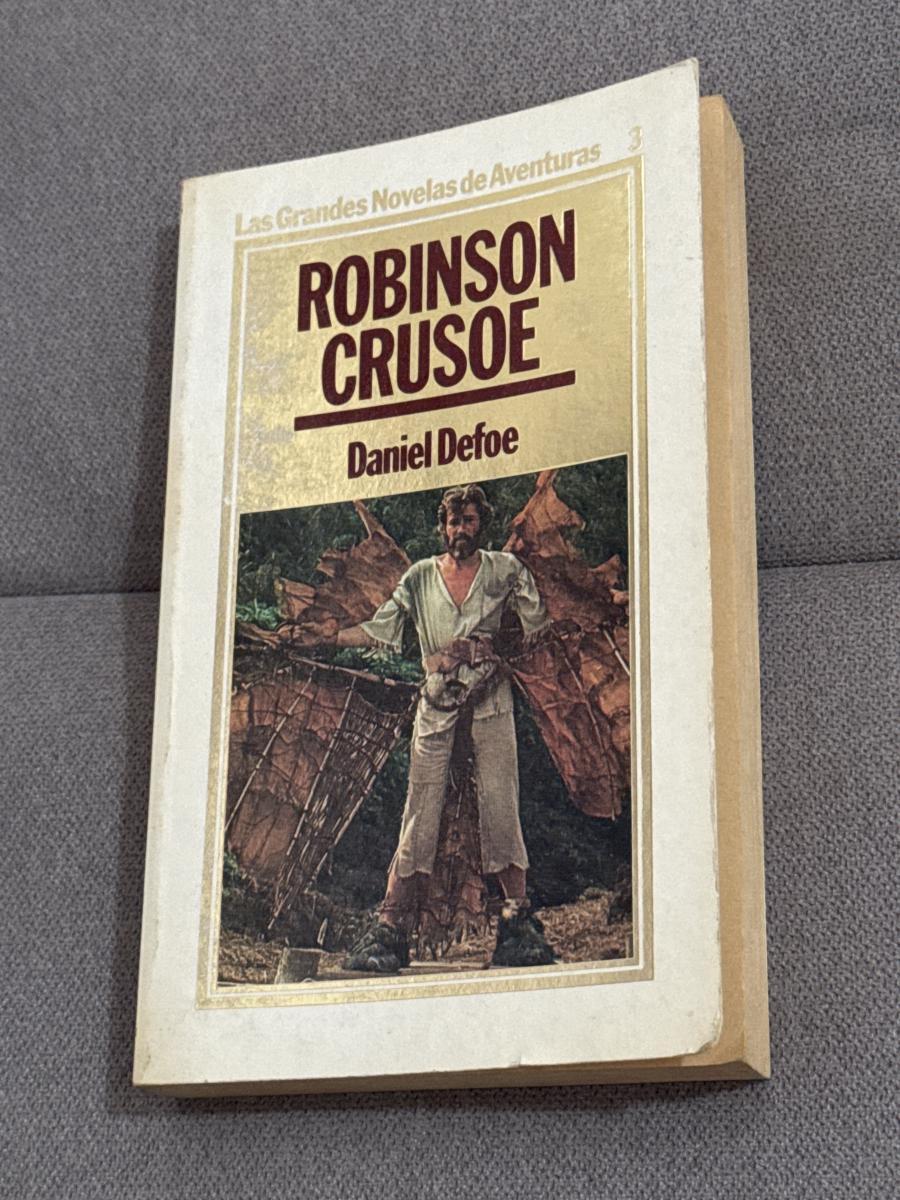 Las Grandes Novelas de Aventuras 3
ROBINSON
CRUSOE
Daniel Defoe